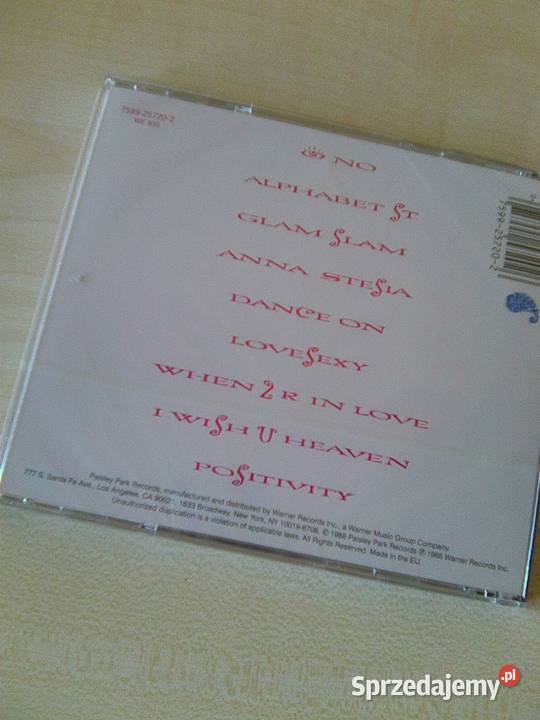 7599-25720-2
WE 835
👁 NO
ALPHABET ST
GLAM SLAM
ANNA STESIA
DANCE ON
LOVESEXY
WHEN 2 R IN LOVE
I WISH U HEAVEN
POSITIVITY
Paisley Park Records, manufactured and distributed by Warner Records Inc., a Warner Music Group Company.
777 S. Santa Fe Ave., Los Angeles, CA 90021, 1633 Broadway, New York, NY 10019-6708. © 1988 Paisley Park Records ℗ 1988 Warner Records Inc.
Unauthorized duplication is a violation of applicable laws. All Rights Reserved. Made in the EU.
7599-25720-2
Sprzedajemy.pl